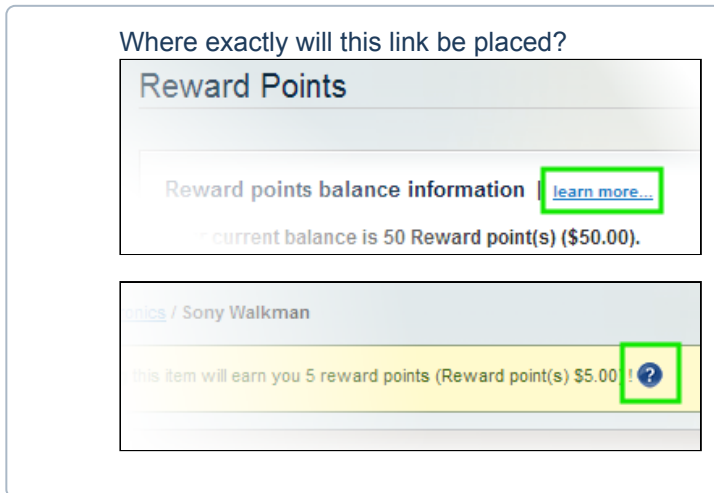 Where exactly will this link be placed?
Reward Points
Reward points balance information | learn more...
current balance is 50 Reward point(s) ($50.00).
onics / Sony Walkman
this item will earn you 5 reward points (Reward point(s) $5.00) ! ?